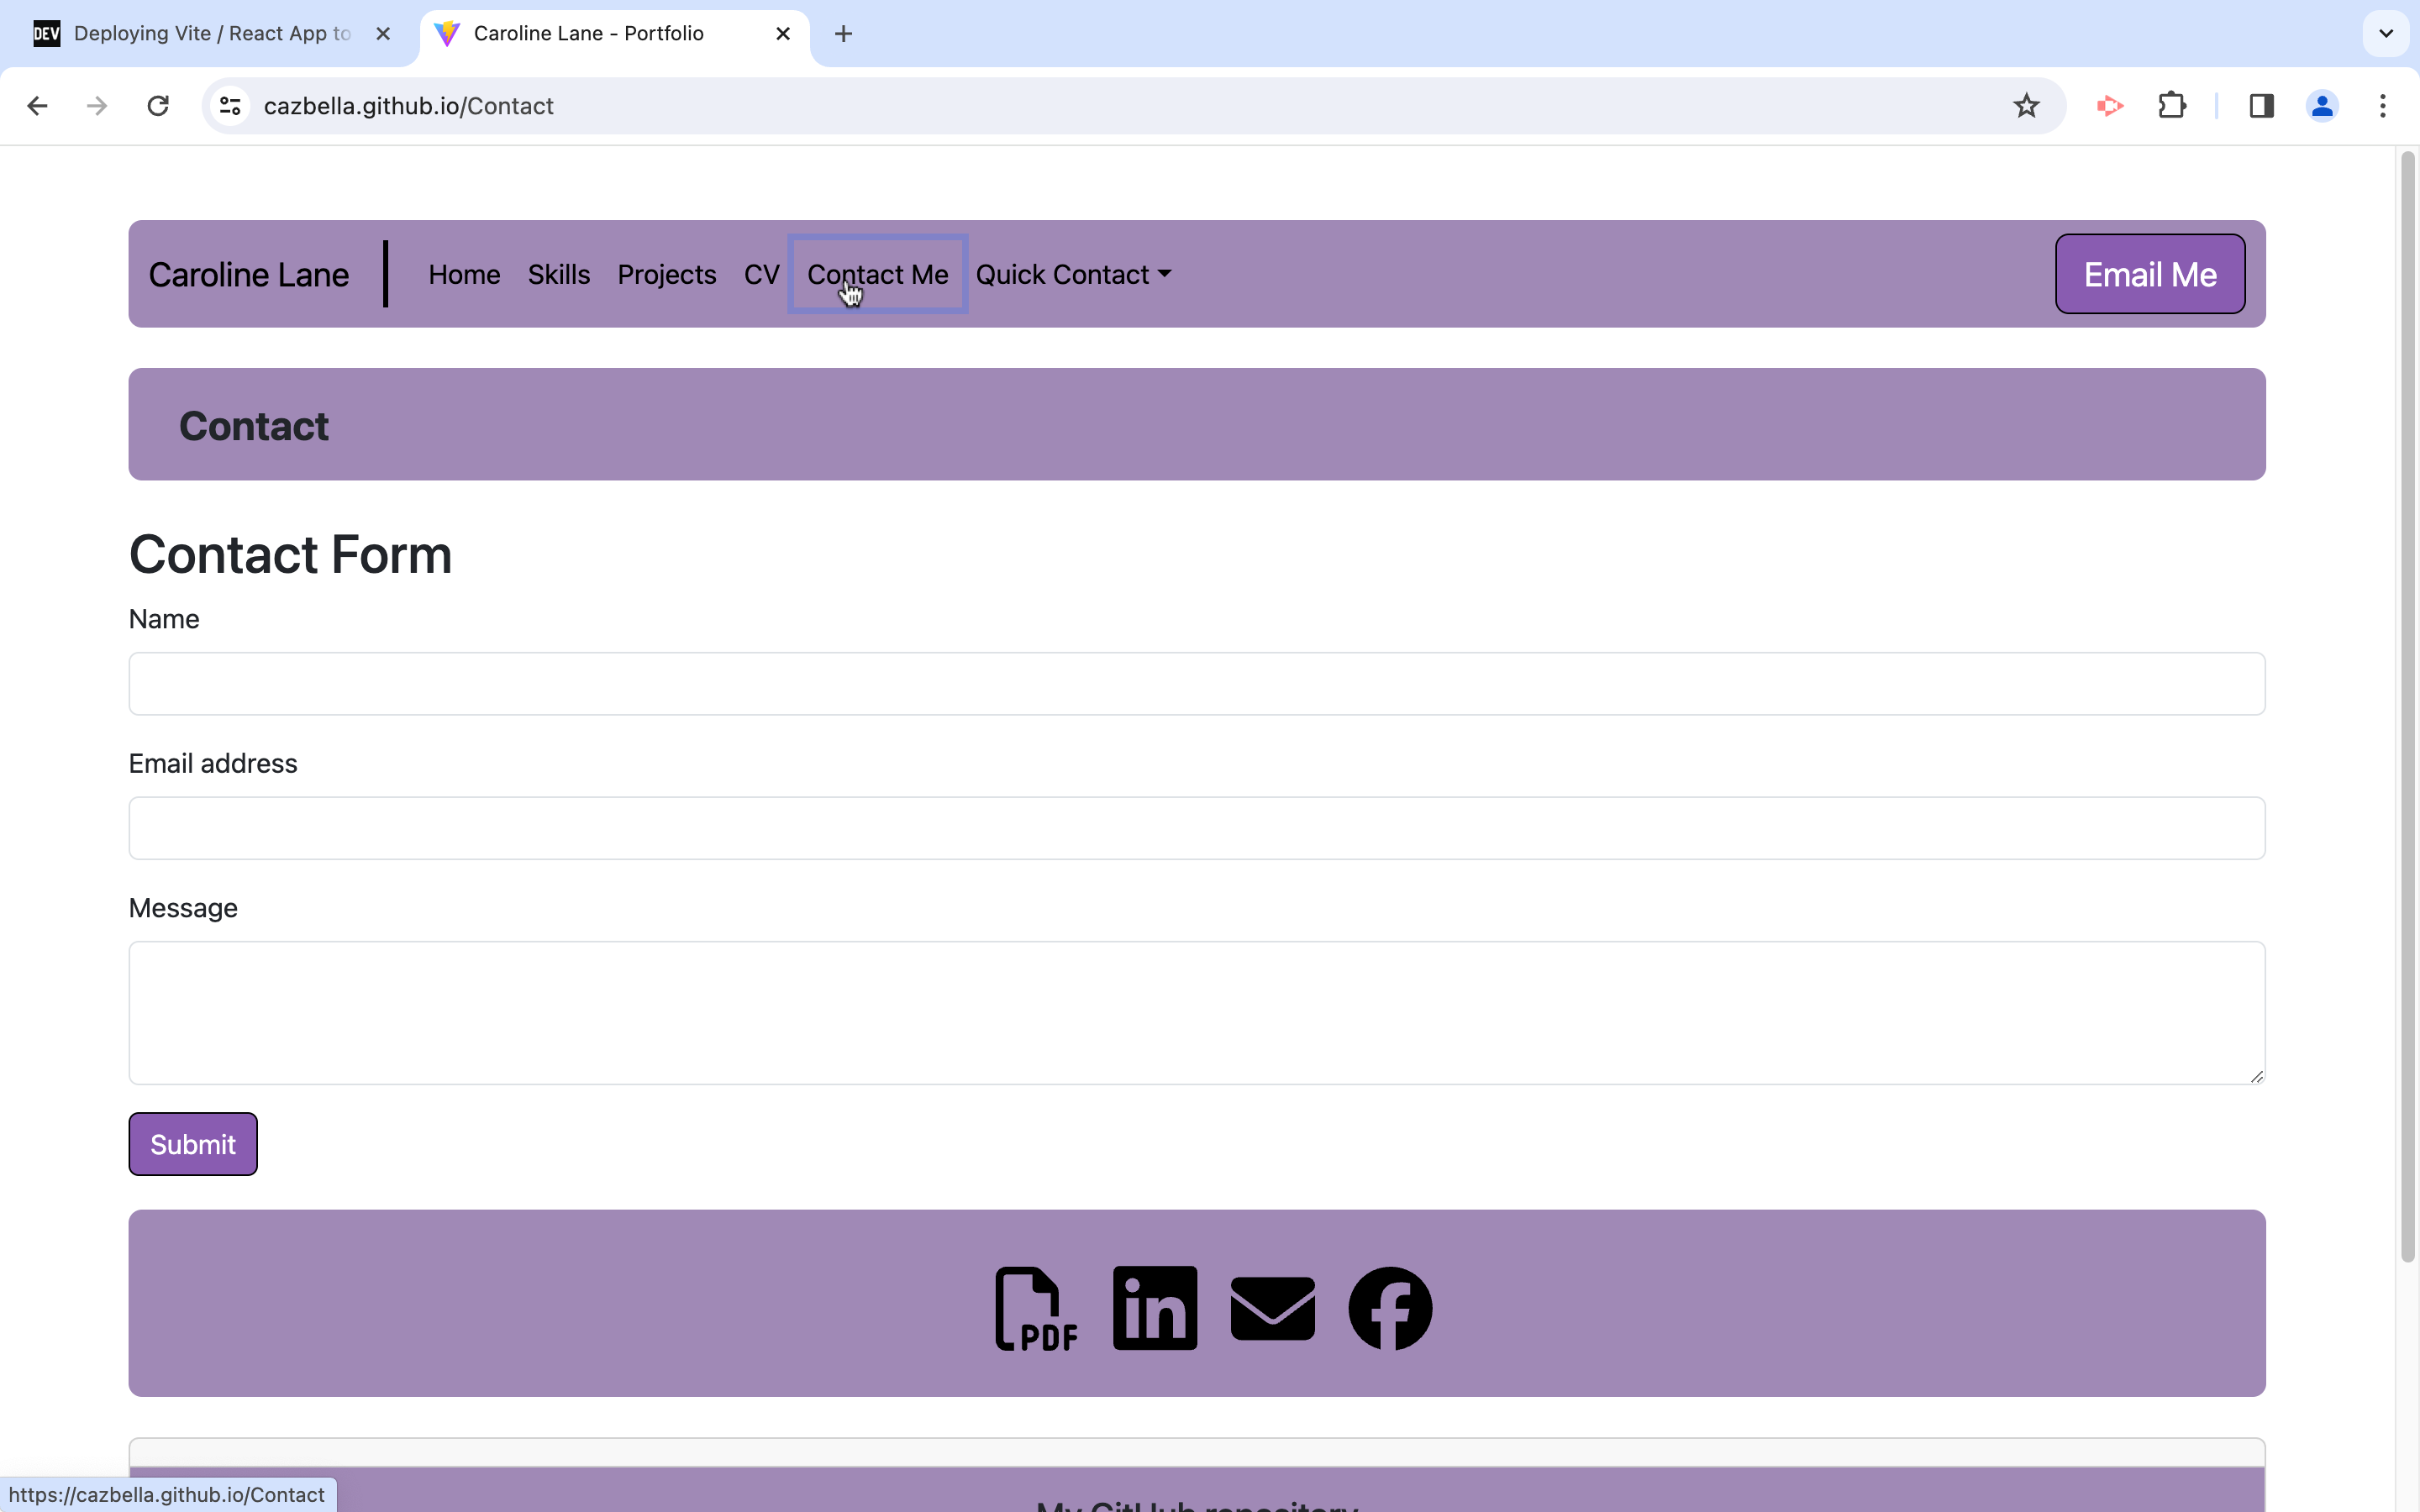 DEV Deploying Vite / React App to
Caroline Lane - Portfolio
cazbella.github.io/Contact
Caroline Lane
Home Skills Projects CV Contact Me Quick Contact
Email Me
Contact
Contact Form
Name
Email address
Message
Submit
PDF
in
f
My GitHub repository
https://cazbella.github.io/Contact